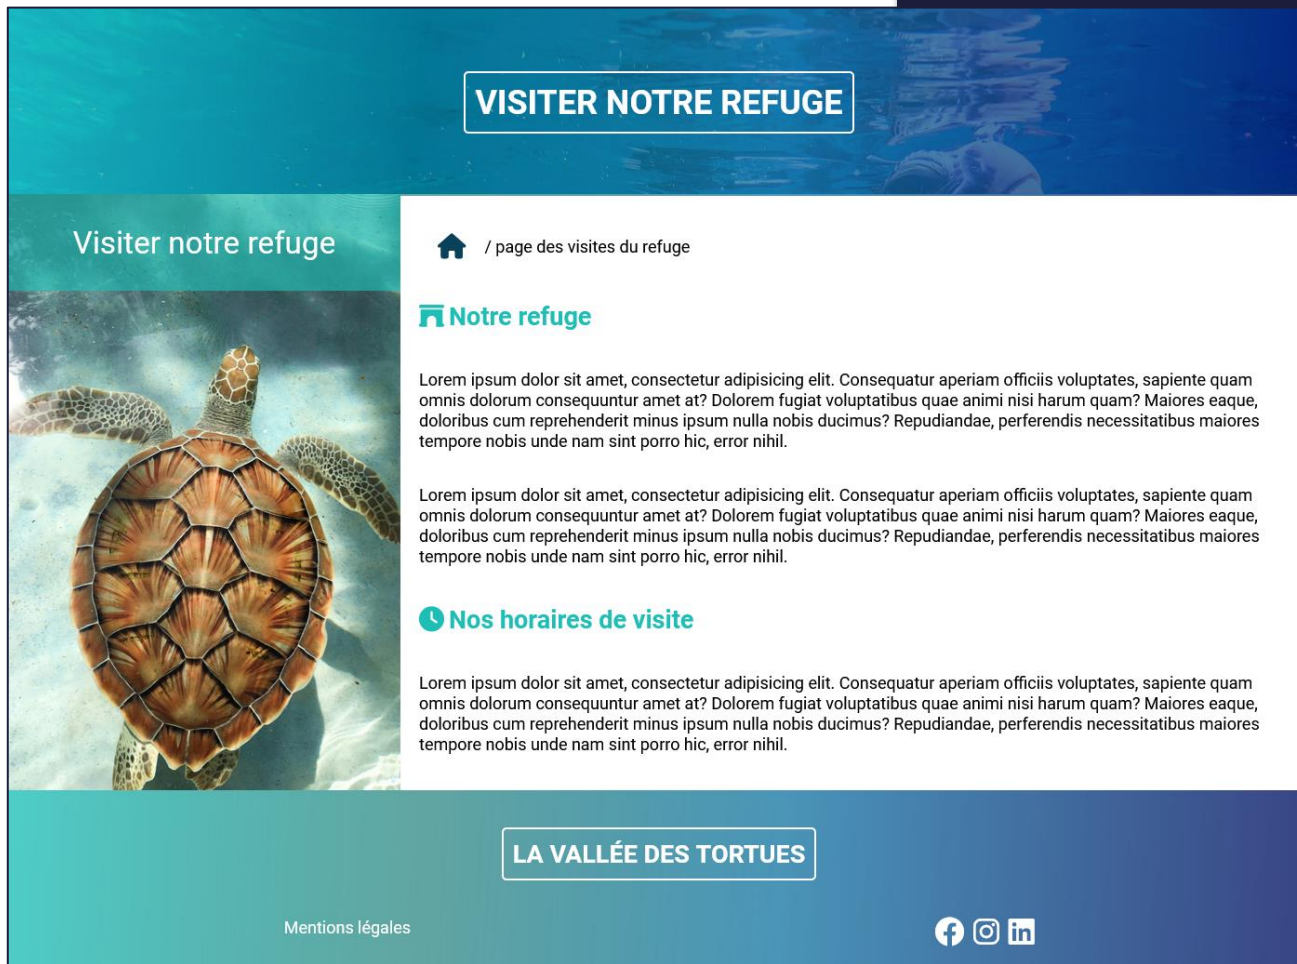 VISITER NOTRE REFUGE
Visiter notre refuge
/ page des visites du refuge
Notre refuge
Lorem ipsum dolor sit amet, consectetur adipisicing elit. Consequatur aperiam officiis voluptates, sapiente quam
omnis dolorum consequuntur amet at? Dolorem fugiat voluptatibus quae animi nisi harum quam? Maiores eaque,
doloribus cum reprehenderit minus ipsum nulla nobis ducimus? Repudiandae, perferendis necessitatibus maiores
tempore nobis unde nam sint porro hic, error nihil.
Lorem ipsum dolor sit amet, consectetur adipisicing elit. Consequatur aperiam officiis voluptates, sapiente quam
omnis dolorum consequuntur amet at? Dolorem fugiat voluptatibus quae animi nisi harum quam? Maiores eaque,
doloribus cum reprehenderit minus ipsum nulla nobis ducimus? Repudiandae, perferendis necessitatibus maiores
tempore nobis unde nam sint porro hic, error nihil.
Nos horaires de visite
Lorem ipsum dolor sit amet, consectetur adipisicing elit. Consequatur aperiam officiis voluptates, sapiente quam
omnis dolorum consequuntur amet at? Dolorem fugiat voluptatibus quae animi nisi harum quam? Maiores eaque,
doloribus cum reprehenderit minus ipsum nulla nobis ducimus? Repudiandae, perferendis necessitatibus maiores
tempore nobis unde nam sint porro hic, error nihil.
LA VALLÉE DES TORTUES
Mentions légales